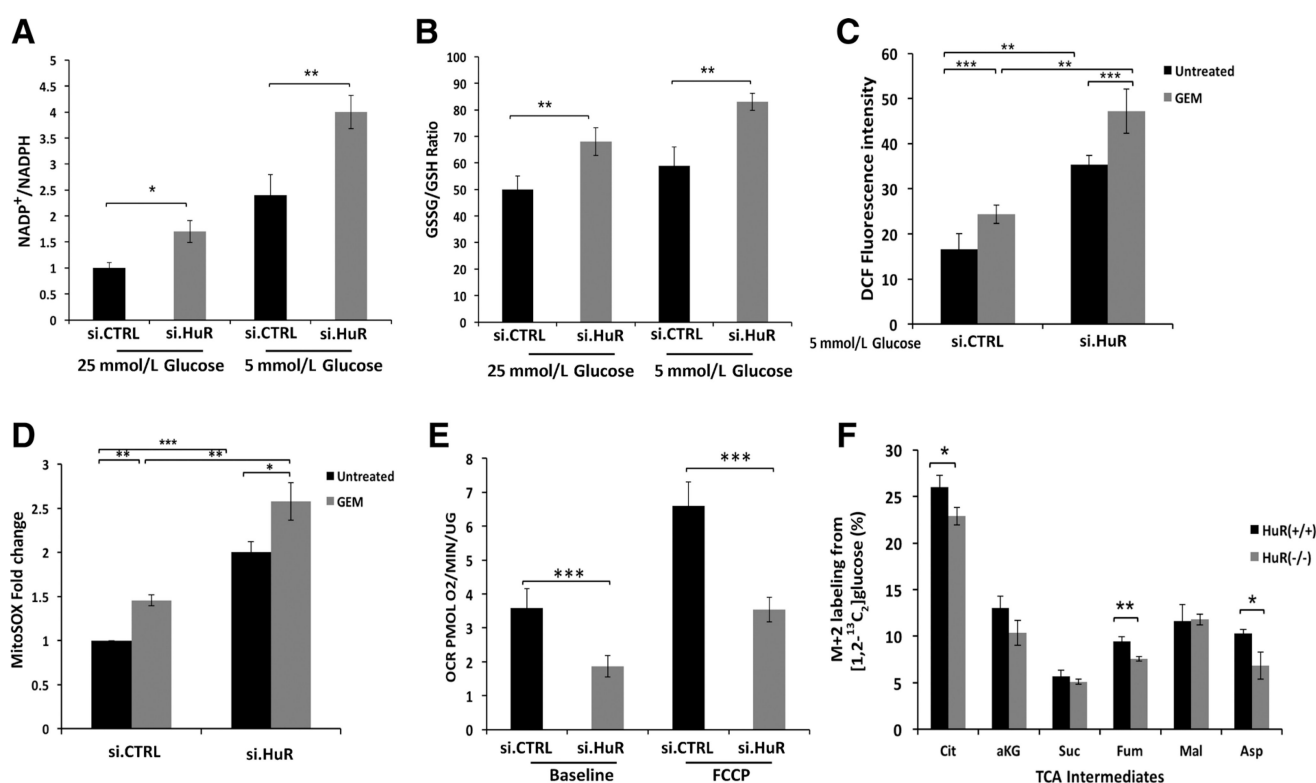 A
NADP+/NADPH
5
4.5
4
3.5
3
2.5
2
1.5
1
0.5
0
*
**
si.CTRL si.HuR si.CTRL si.HuR
25 mmol/L Glucose 5 mmol/L Glucose
B
GSSG/GSH Ratio
100
90
80
70
60
50
40
30
20
10
0
**
**
si.CTRL si.HuR si.CTRL si.HuR
25 mmol/L Glucose 5 mmol/L Glucose
C
DCF Fluorescence intensity
60
50
40
30
20
10
0
**
*** **
***
Untreated
GEM
5 mmol/L Glucose si.CTRL si.HuR
D
MitoSOX Fold change
3
2.5
2
1.5
1
0.5
0
***
** **
*
Untreated
GEM
si.CTRL si.HuR
E
OCR PMOL O2/MIN/UG
8
7
6
5
4
3
2
1
0
***
***
si.CTRL si.HuR si.CTRL si.HuR
Baseline FCCP
F
M+2 labeling from
[1,2-13C2]glucose (%)
30
25
20
15
10
5
0
*
**
*
HuR(+/+)
HuR(-/-)
Cit aKG Suc Fum Mal Asp
TCA Intermediates